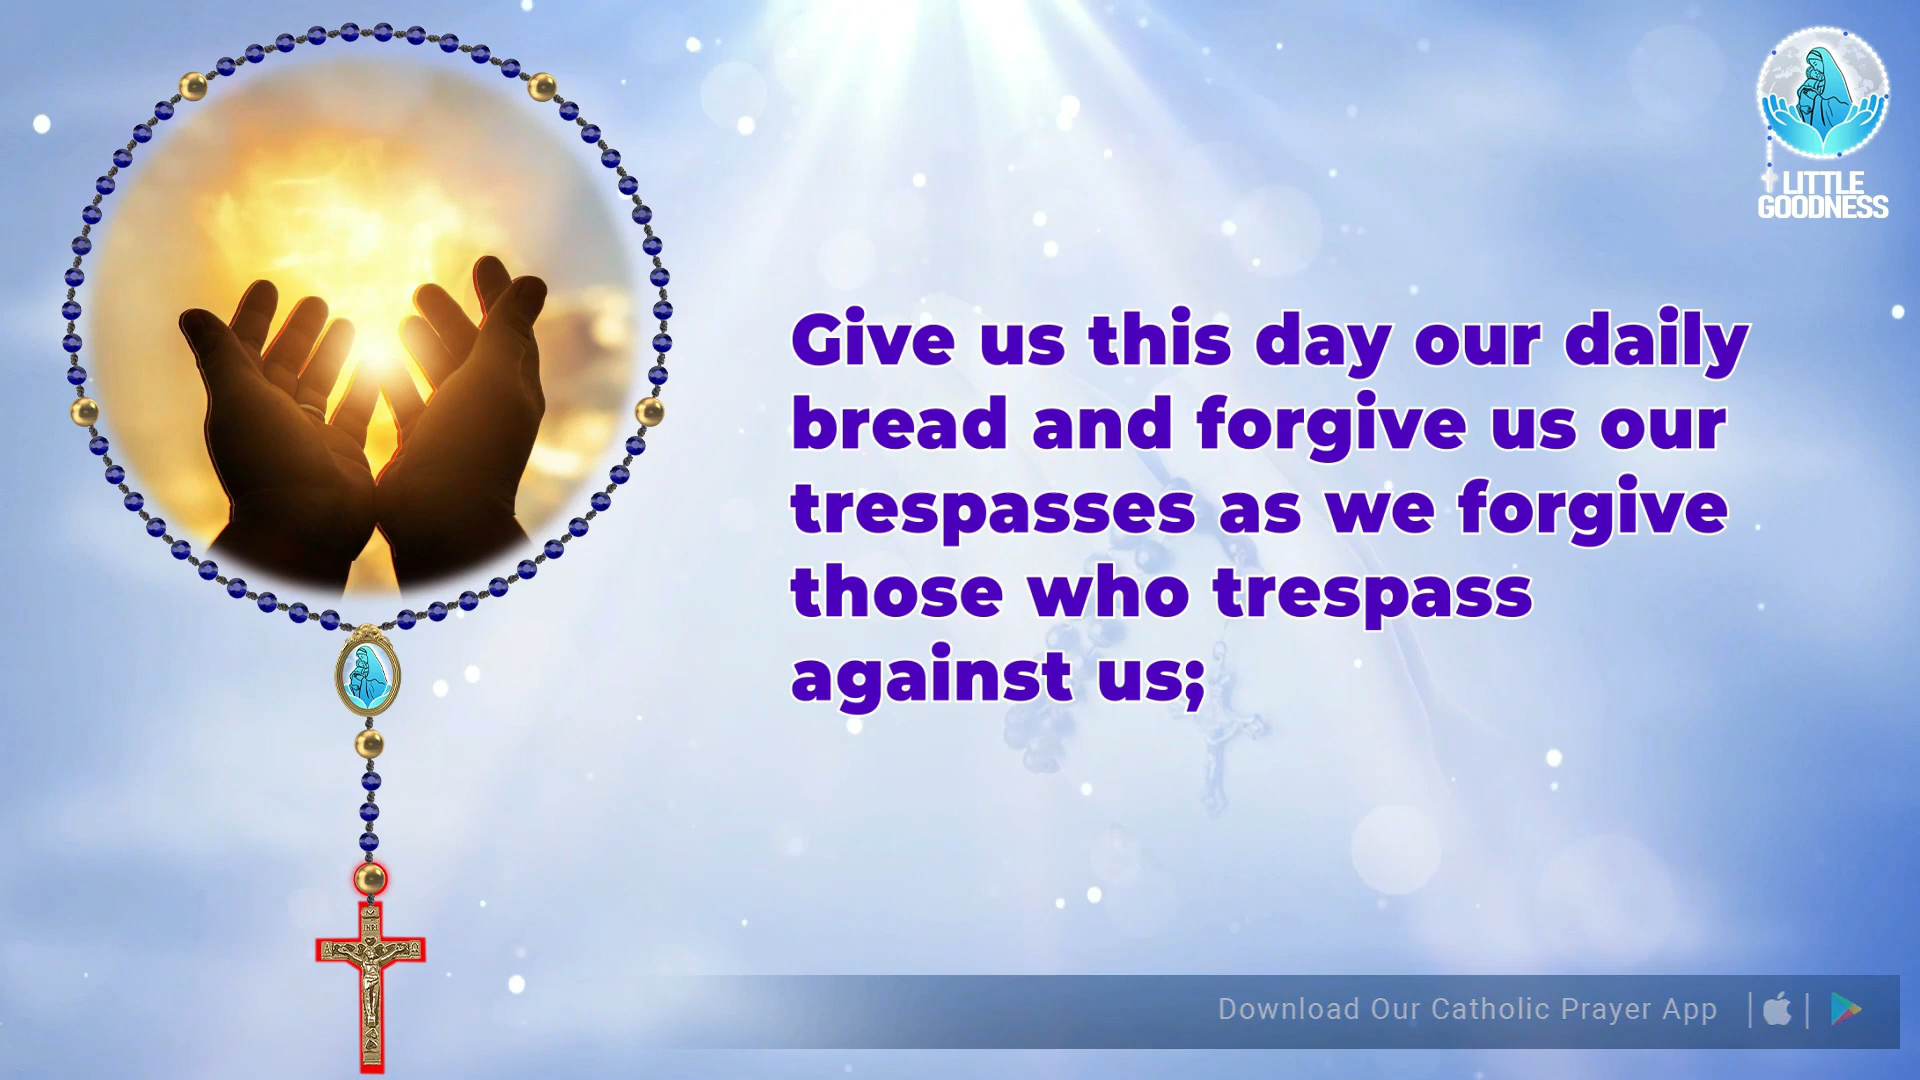 LITTLE
GOODNESS
Give us this day our daily
bread and forgive us our
trespasses as we forgive
those who trespass
against us;
INRI
Download Our Catholic Prayer App